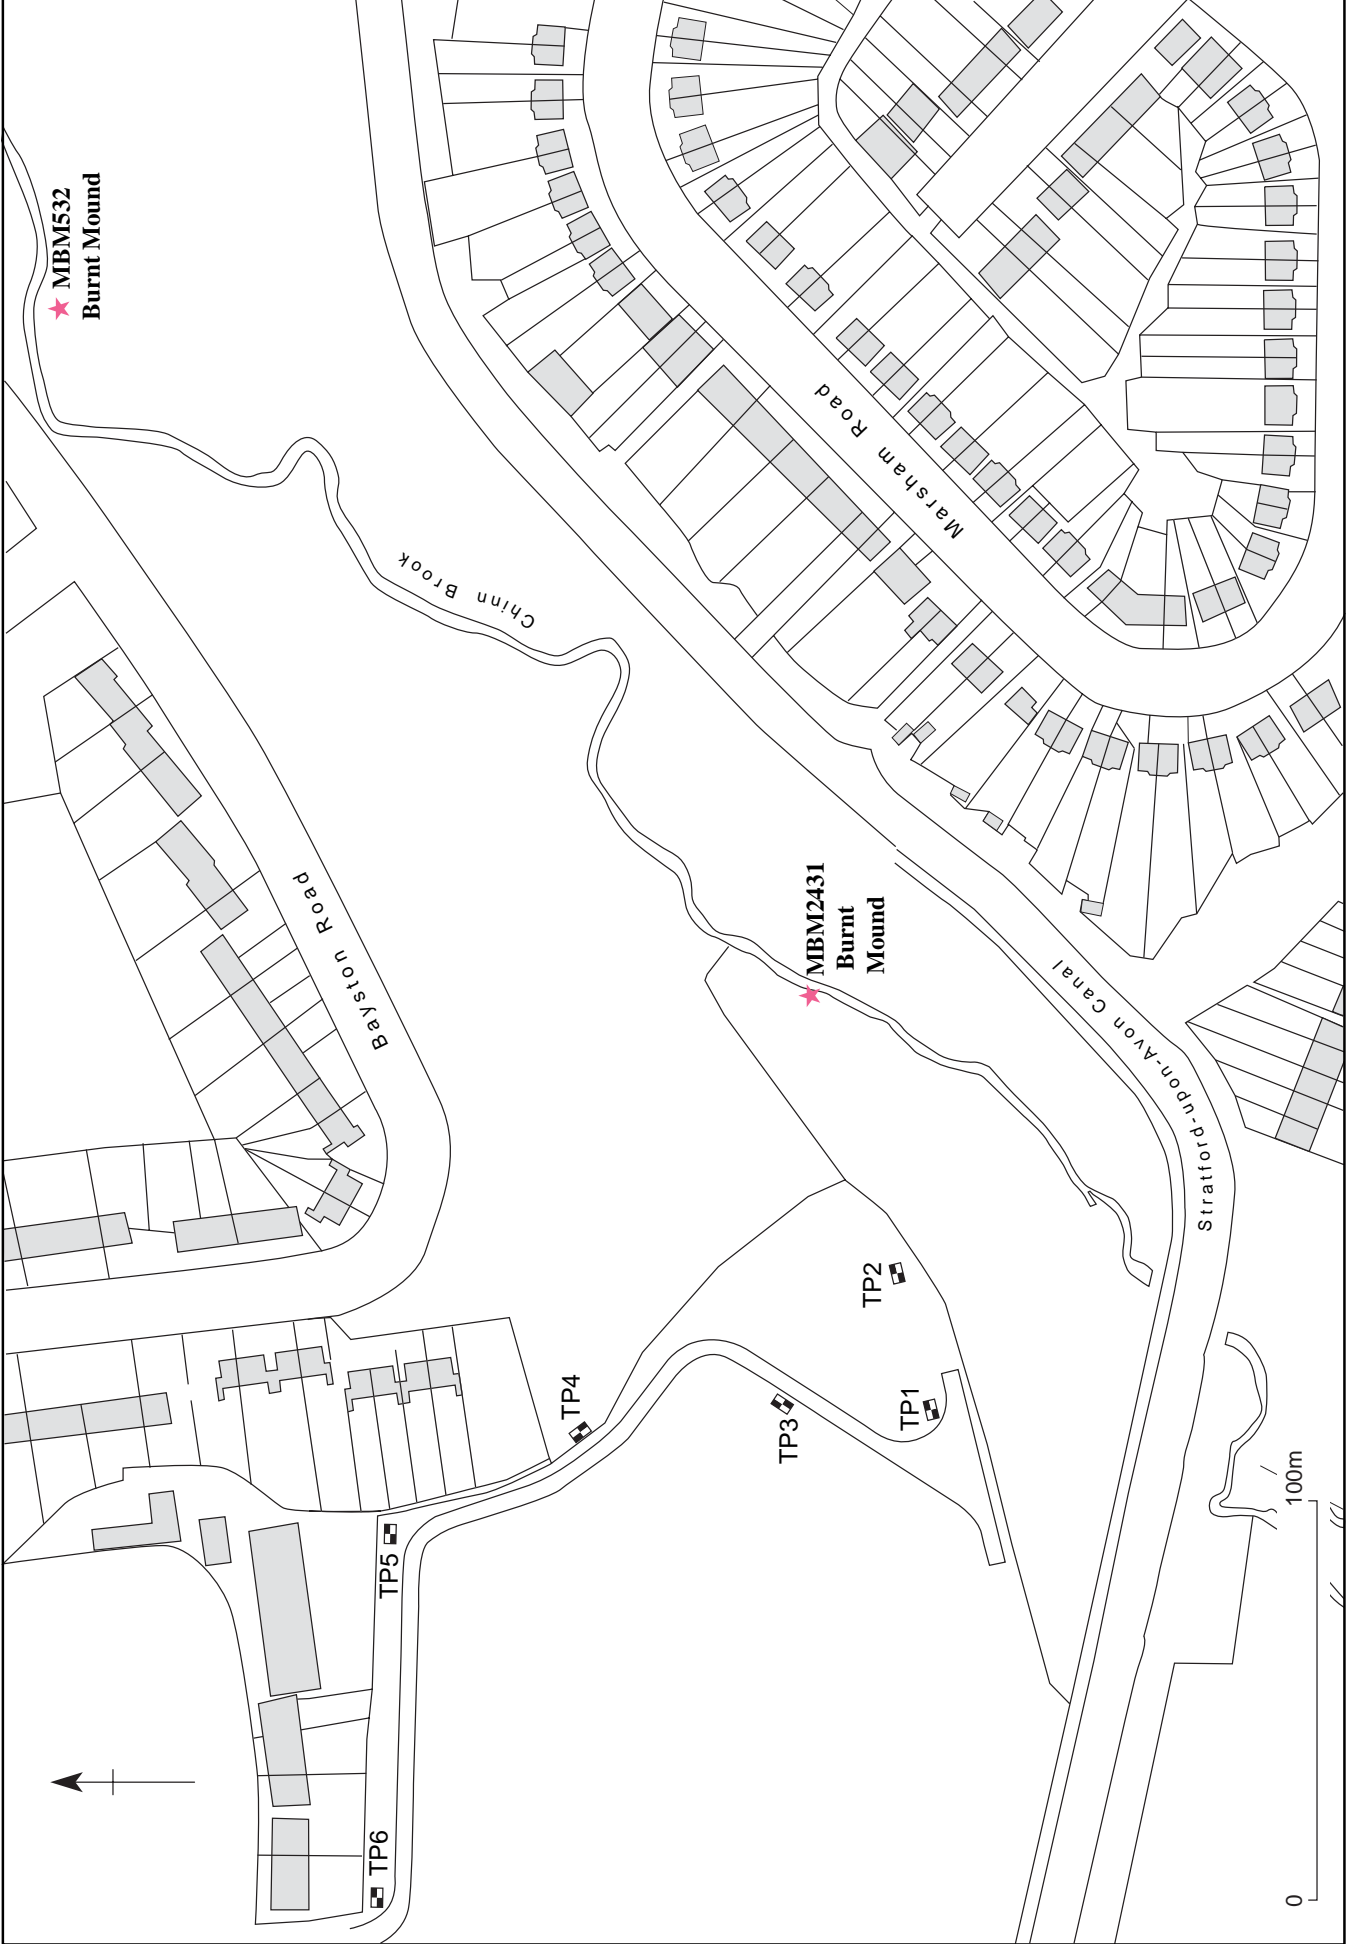 MBM532
Burnt Mound
Chinn Brook
Marsham Road
Bayston Road
MBM2431
Burnt
Mound
Stratford-upon-Avon Canal
TP2
TP1
TP3
TP4
TP5
TP6
0
100m